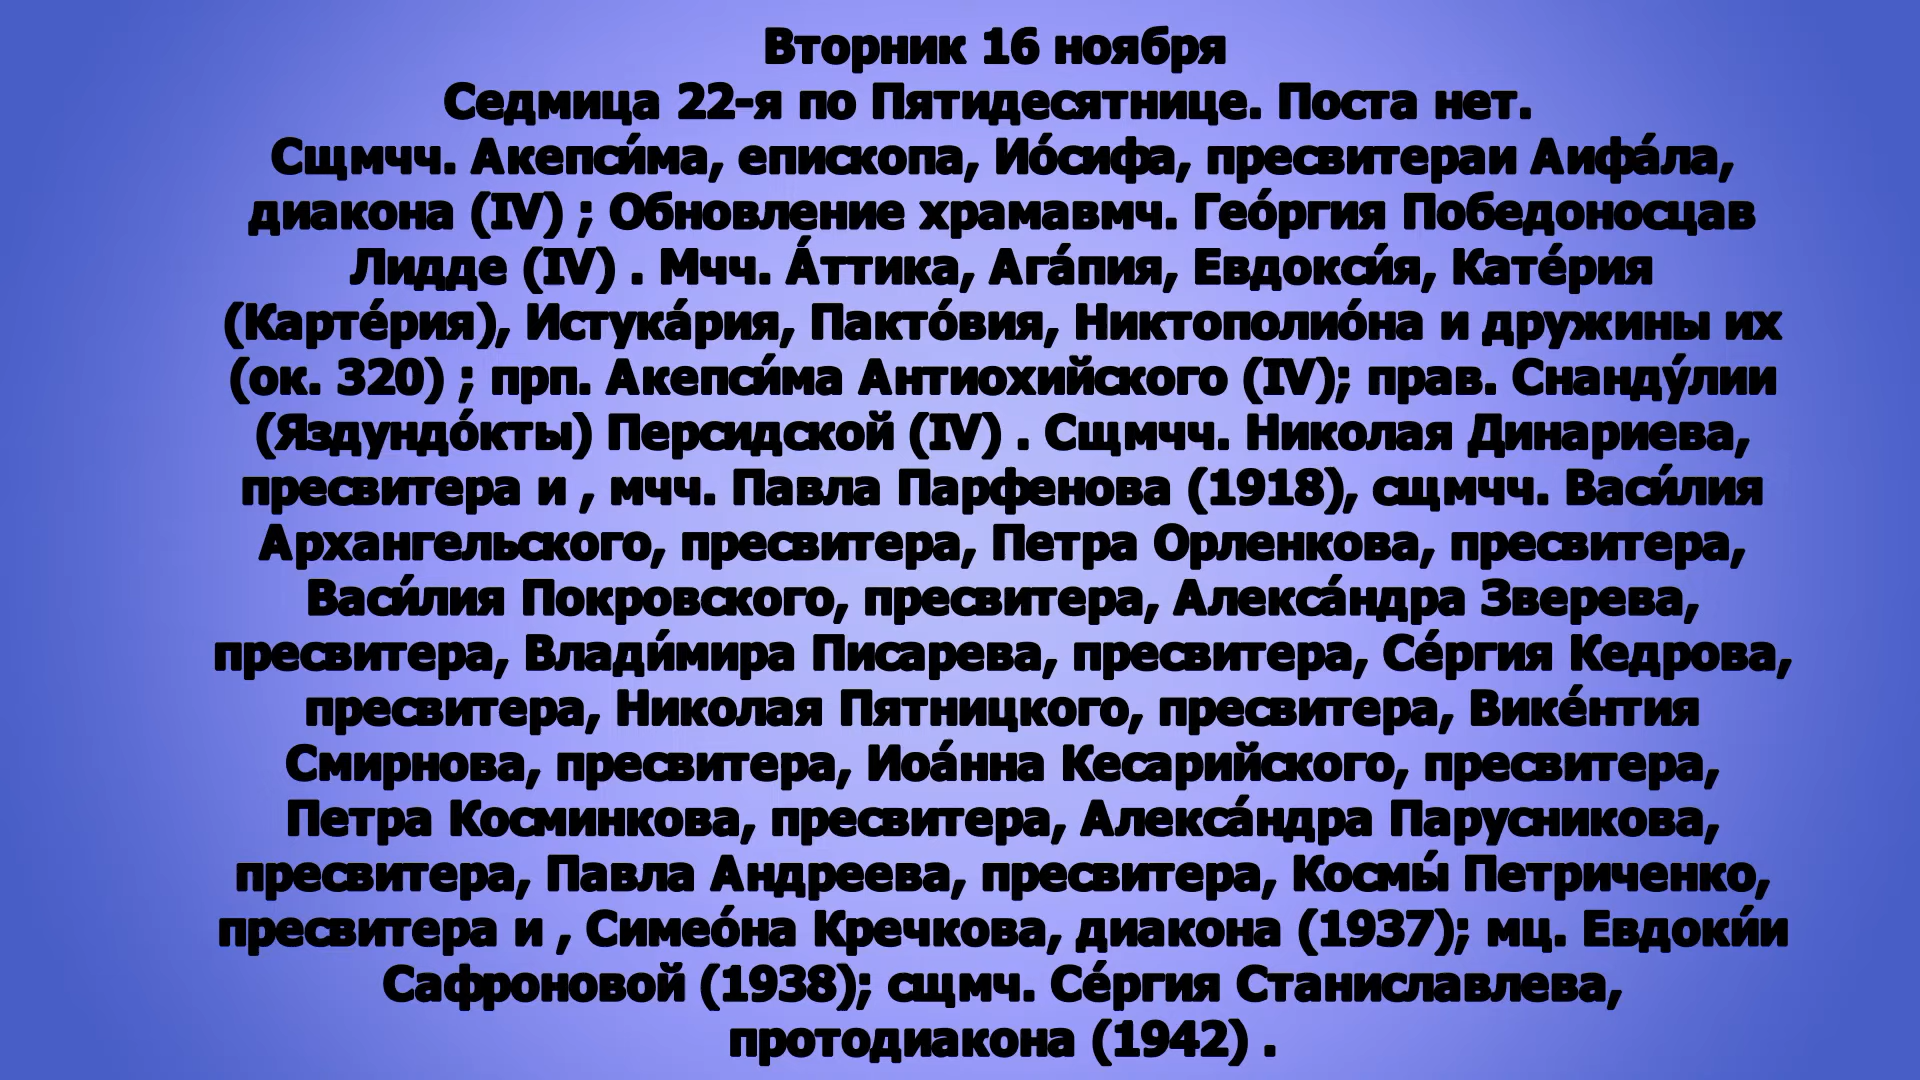 Вторник 16 ноября
Седмица 22-я по Пятидесятнице. Поста нет.
Сщмчч. Акепси́ма, епископа, Ио́сифа, пресвитераи Аифа́ла,
диакона (IV) ; Обновление храмавмч. Гео́ргия Победоносцав
Лидде (IV) . Мчч. А́ттика, Ага́пия, Евдокси́я, Кате́рия
(Карте́рия), Истука́рия, Пакто́вия, Никтополио́на и дружины их
(ок. 320) ; прп. Акепси́ма Антиохийского (IV); прав. Снанду́лии
(Яздундо́кты) Персидской (IV) . Сщмчч. Николая Динариева,
пресвитера и , мчч. Павла Парфенова (1918), сщмчч. Васи́лия
Архангельского, пресвитера, Петра Орленкова, пресвитера,
Васи́лия Покровского, пресвитера, Алекса́ндра Зверева,
пресвитера, Влади́мира Писарева, пресвитера, Се́ргия Кедрова,
пресвитера, Николая Пятницкого, пресвитера, Вике́нтия
Смирнова, пресвитера, Иоа́нна Кесарийского, пресвитера,
Петра Косминкова, пресвитера, Алекса́ндра Парусникова,
пресвитера, Павла Андреева, пресвитера, Космы́ Петриченко,
пресвитера и , Симео́на Кречкова, диакона (1937); мц. Евдоки́и
Сафроновой (1938); сщмч. Се́ргия Станиславлева,
протодиакона (1942) .